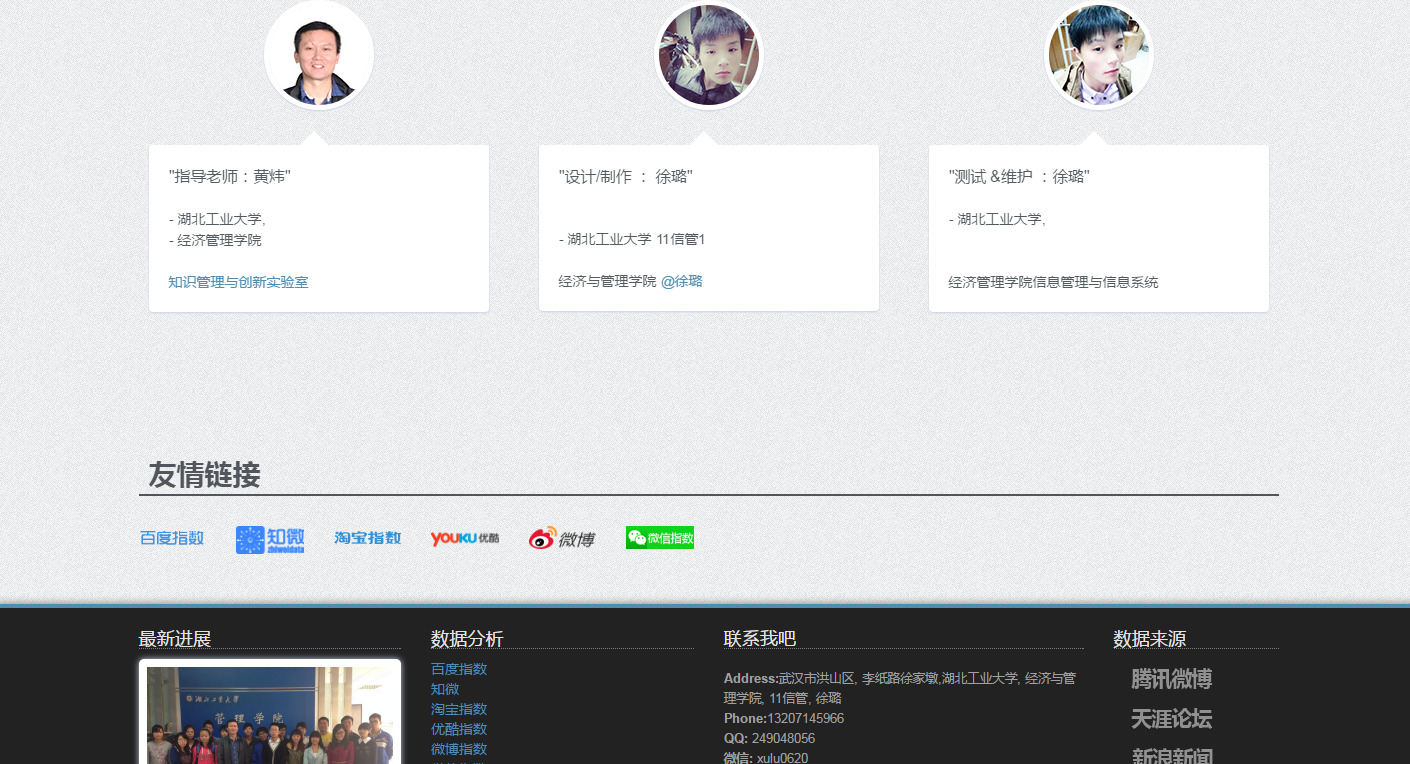 "指导老师：黄炜"
- 湖北工业大学,
- 经济管理学院
知识管理与创新实验室
"设计/制作 ： 徐璐"
- 湖北工业大学 11信管1
经济与管理学院 @徐璐
"测试 &维护 ：徐璐"
- 湖北工业大学,
经济管理学院信息管理与信息系统
友情链接
百度指数
知微
zhiweidata
淘宝指数
YOUKU优酷
微博
微信指数
最新进展
湖北工业大学
管理学院
数据分析
百度指数
知微
淘宝指数
优酷指数
微博指数
联系我吧
Address:武汉市洪山区, 李纸路徐家墩,湖北工业大学, 经济与管
理学院, 11信管, 徐璐
Phone:13207145966
QQ: 249048056
微信: xulu0620
数据来源
腾讯微博
天涯论坛
新浪新闻